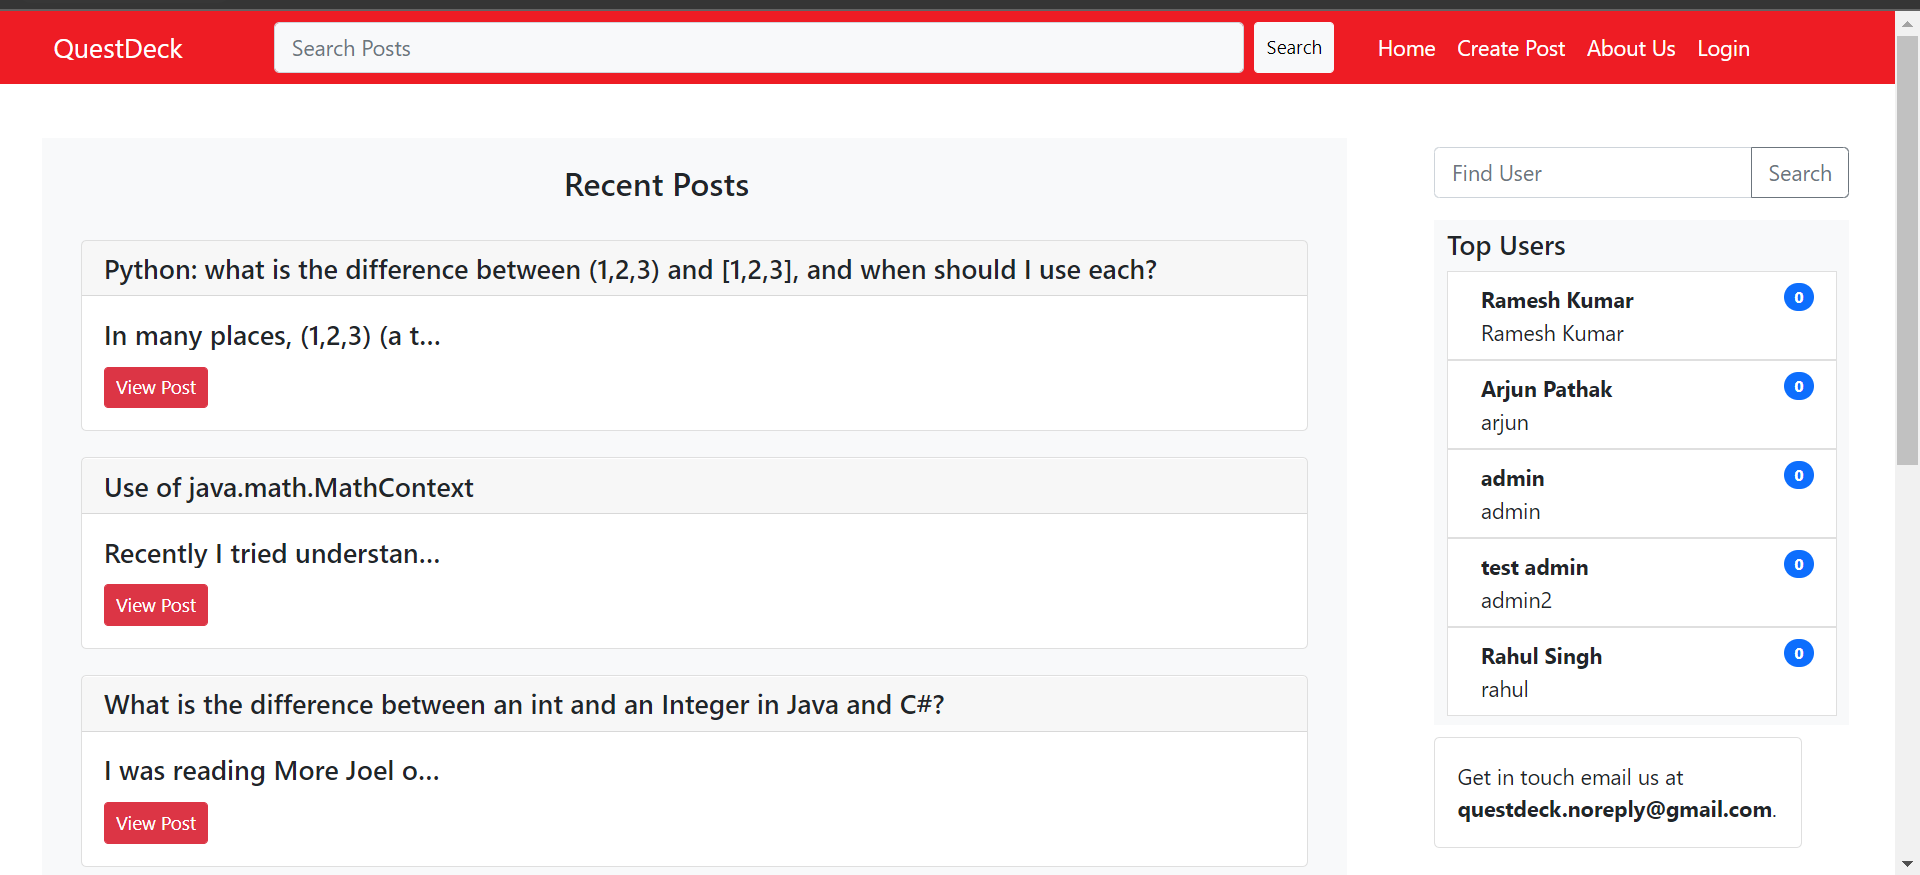 QuestDeck
Search Posts
Search
Home
Create Post
About Us
Login
Recent Posts
Python: what is the difference between (1,2,3) and [1,2,3], and when should I use each?
In many places, (1,2,3) (a t...
View Post
Use of java.math.MathContext
Recently I tried understan...
View Post
What is the difference between an int and an Integer in Java and C#?
I was reading More Joel o...
View Post
Find User
Search
Top Users
Ramesh Kumar
0
Ramesh Kumar
Arjun Pathak
0
arjun
admin
0
admin
test admin
0
admin2
Rahul Singh
0
rahul
Get in touch email us at
questdeck.noreply@gmail.com.